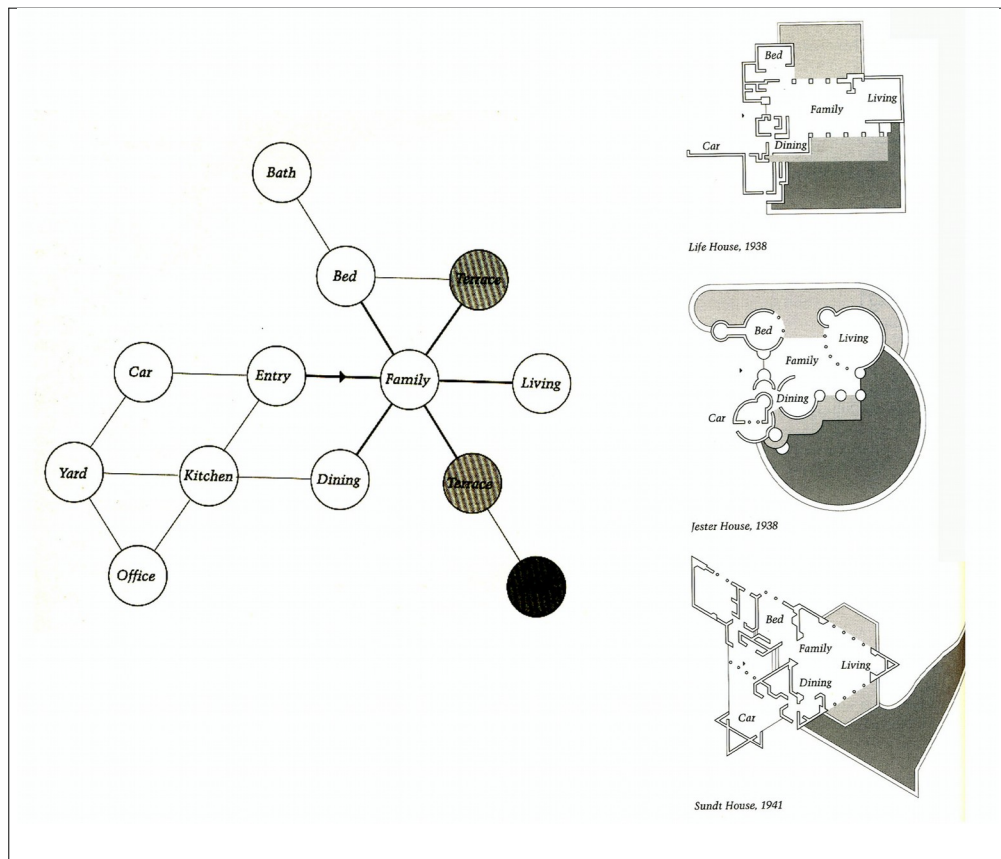 Bath
Bed
Terrace
Car
Entry
Family
Living
Yard
Kitchen
Dining
Terrace
Office
Bed
Living
Family
Car
Dining
Life House, 1938
Bed
Living
Family
Dining
Car
Jester House, 1938
Bed
Family
Living
Dining
Car
Sundt House, 1941